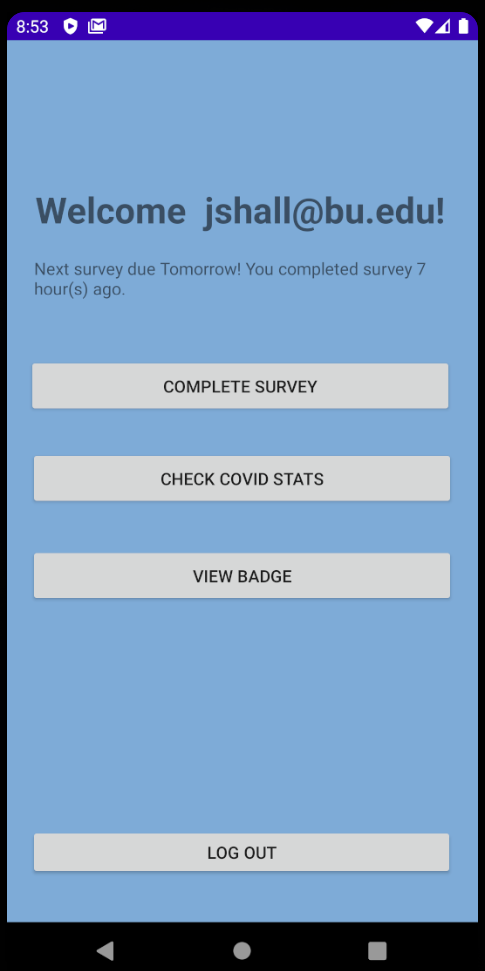 8:53
Welcome  jshall@bu.edu!
Next survey due Tomorrow! You completed survey 7
hour(s) ago.
COMPLETE SURVEY
CHECK COVID STATS
VIEW BADGE
LOG OUT